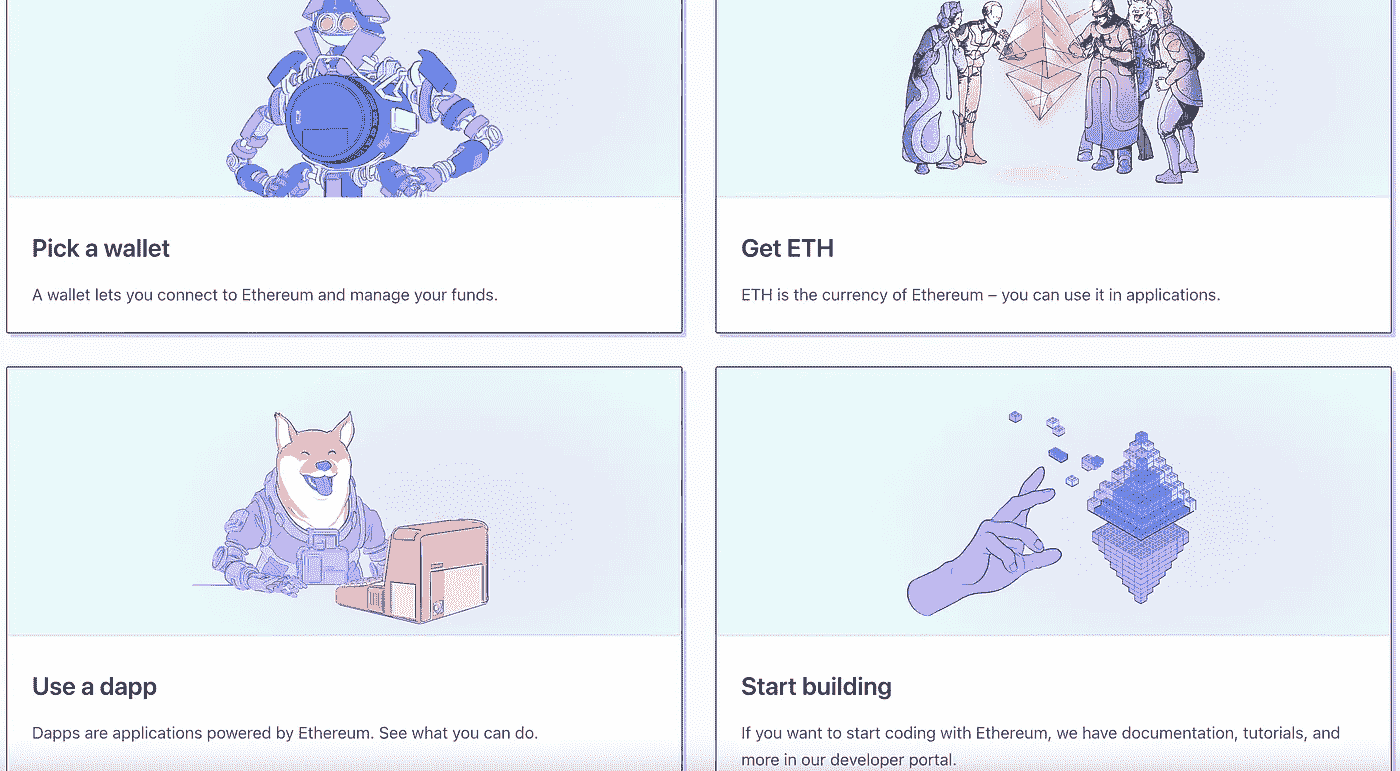 Pick a wallet
A wallet lets you connect to Ethereum and manage your funds.
Get ETH
ETH is the currency of Ethereum – you can use it in applications.
Use a dapp
Dapps are applications powered by Ethereum. See what you can do.
Start building
If you want to start coding with Ethereum, we have documentation, tutorials, and
more in our developer portal.